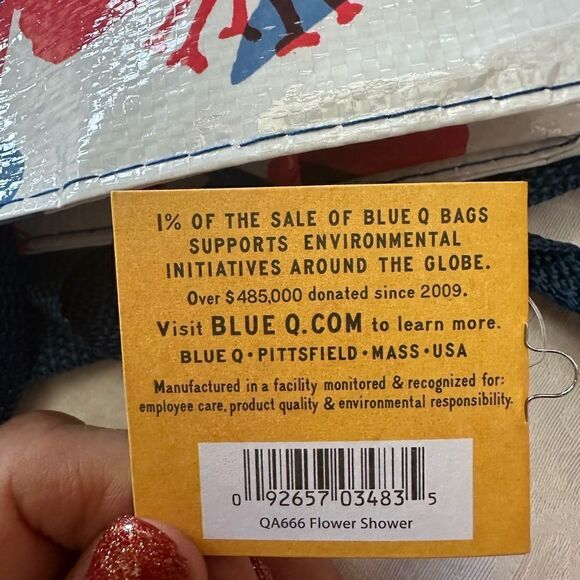 1% OF THE SALE OF BLUE Q BAGS
SUPPORTS ENVIRONMENTAL
INITIATIVES AROUND THE GLOBE.
Over $485,000 donated since 2009.
Visit BLUE Q.COM to learn more.
BLUE Q • PITTSFIELD • MASS • USA
Manufactured in a facility monitored & recognized for:
employee care, product quality & environmental responsibility.
0 92657 03483 5
QA666 Flower Shower